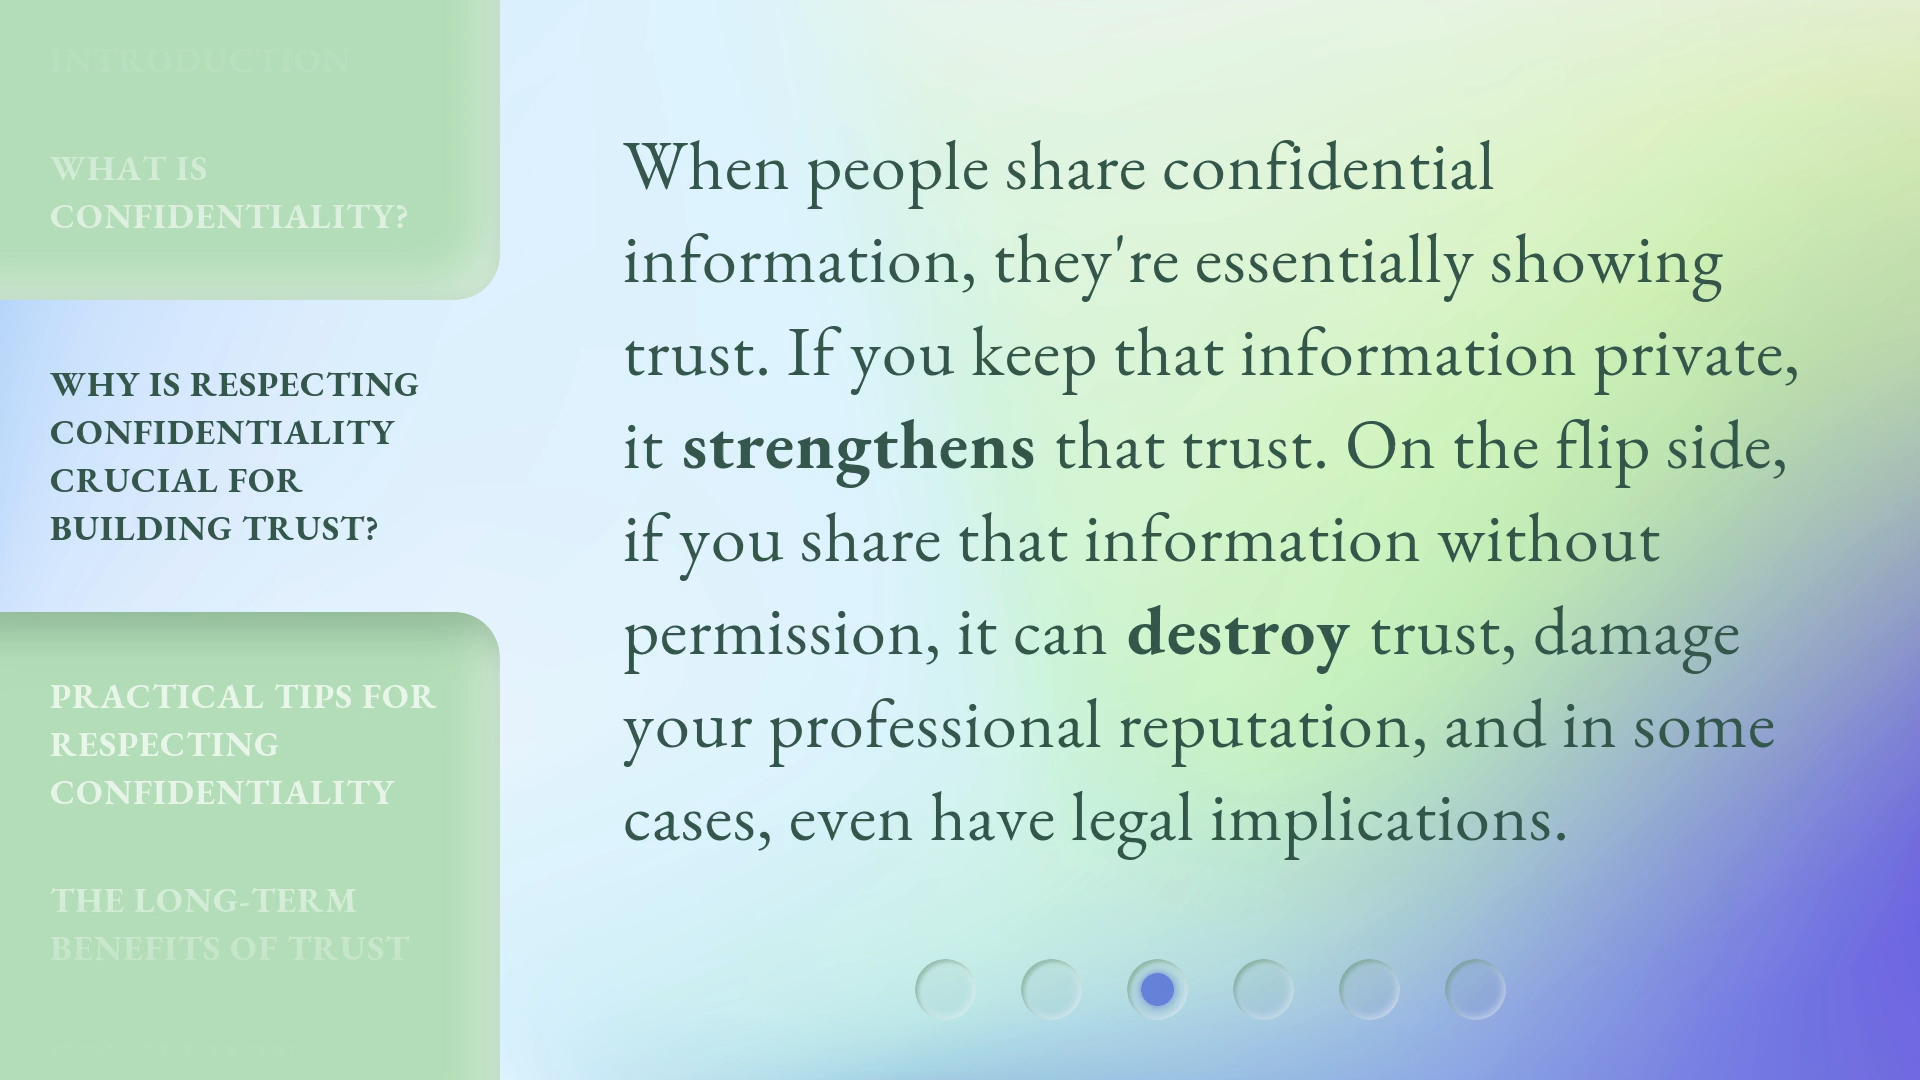 INTRODUCTION
WHAT IS
CONFIDENTIALITY?
WHY IS RESPECTING
CONFIDENTIALITY
CRUCIAL FOR
BUILDING TRUST?
PRACTICAL TIPS FOR
RESPECTING
CONFIDENTIALITY
THE LONG-TERM
BENEFITS OF TRUST
When people share confidential
information, they're essentially showing
trust. If you keep that information private,
it strengthens that trust. On the flip side,
if you share that information without
permission, it can destroy trust, damage
your professional reputation, and in some
cases, even have legal implications.